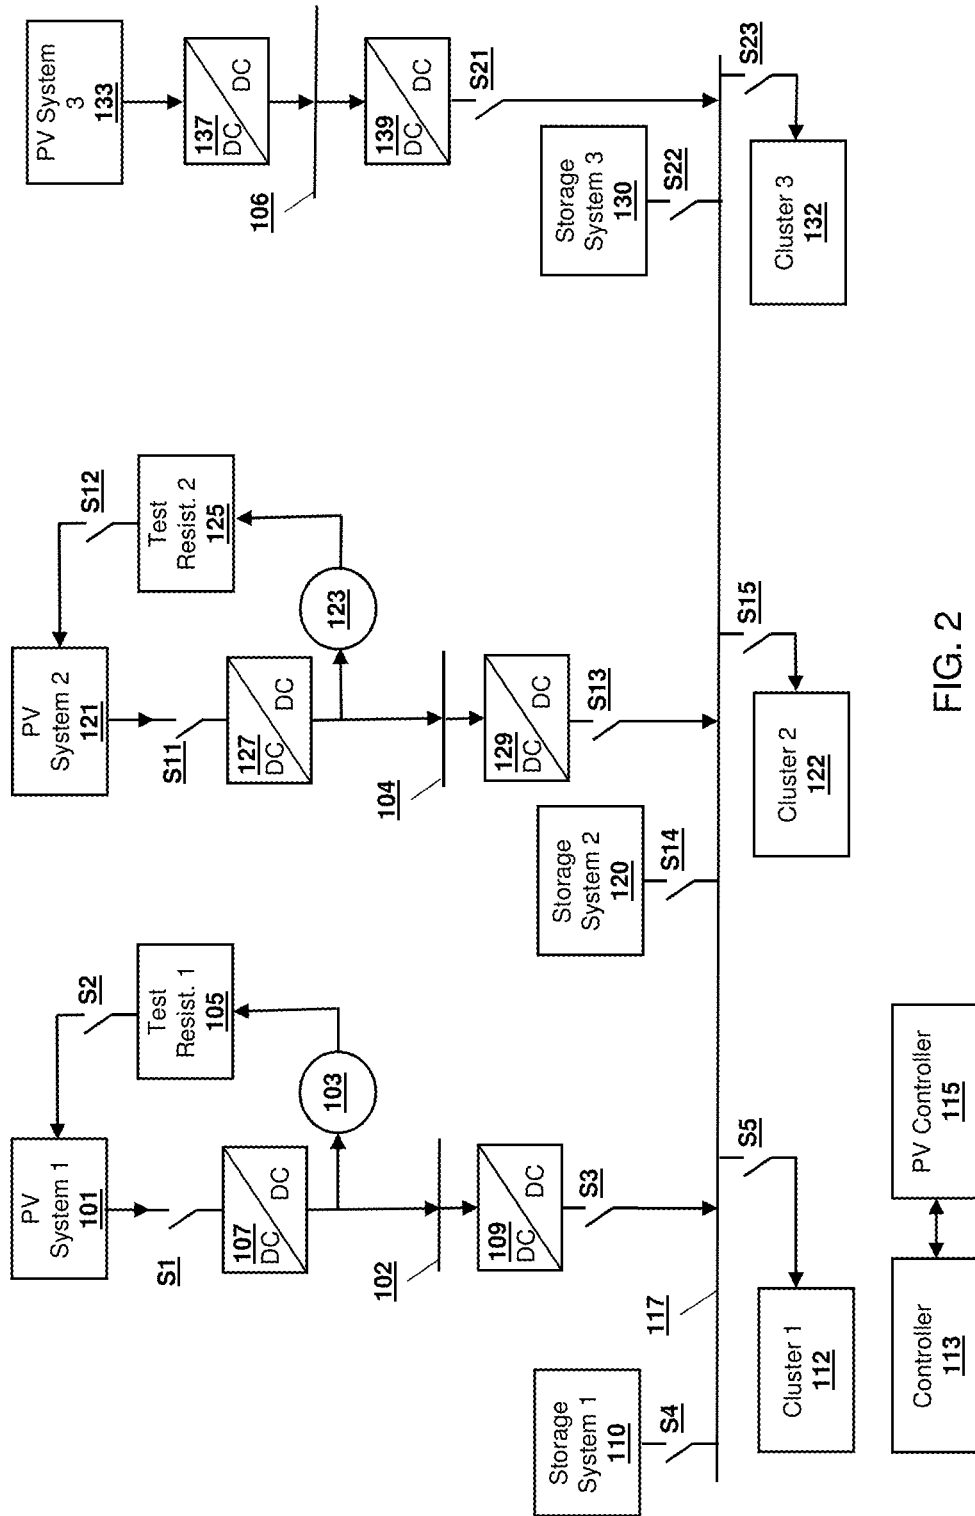 PV
System 1
101
S1
107
DC
DC
103
Test
Resist. 1
105
S2
102
109
DC
DC
S3
Storage
System 1
110
S4
117
S5
Cluster 1
112
Controller
113
PV Controller
115
PV
System 2
121
S11
127
DC
DC
123
Test
Resist. 2
125
S12
104
129
DC
DC
S13
Storage
System 2
120
S14
S15
Cluster 2
122
PV System
3
133
137
DC
DC
106
139
DC
DC
S21
Storage
System 3
130
S22
S23
Cluster 3
132
FIG. 2